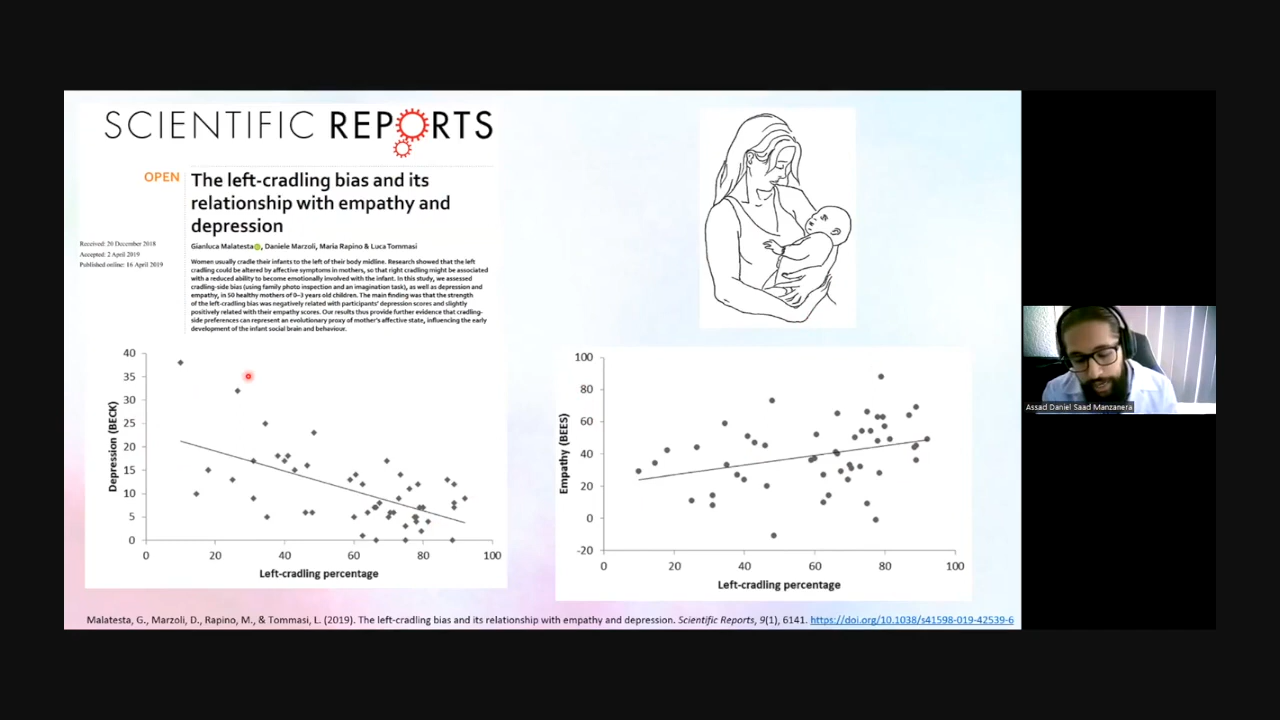 SCIENTIFIC REPORTS
OPEN
The left-cradling bias and its
relationship with empathy and
depression
Received: 20 December 2018
Accepted: 2 April 2019
Published online: 16 April 2019
Gianluca Malatesta, Daniele Marzoli, Maria Rapino & Luca Tommasi
Women usually cradle their infants to the left of their body midline. Research showed that the left
cradling could be altered by affective symptoms in mothers, so that right cradling might be associated
with a reduced ability to become emotionally involved with the infant. In this study, we assessed
cradling-side bias (using family photo inspection and an imagination task), as well as depression and
empathy, in 50 healthy mothers of 0–3 years old children. The main finding was that the strength
of the left-cradling bias was negatively related with participants' depression scores and slightly
positively related with their empathy scores. Our results thus provide further evidence that cradling-
side preferences can represent an evolutionary proxy of mother's affective state, influencing the early
development of the infant social brain and behaviour.
40
35
30
25
20
15
10
5
0
Depression (BECK)
0 20 40 60 80 100
Left-cradling percentage
100
80
60
40
20
0
-20
Empathy (BEES)
0 20 40 60 80 100
Left-cradling percentage
Malatesta, G., Marzoli, D., Rapino, M., & Tommasi, L. (2019). The left-cradling bias and its relationship with empathy and depression. Scientific Reports, 9(1), 6141. https://doi.org/10.1038/s41598-019-42539-6
Assad Daniel Saad Manzanera